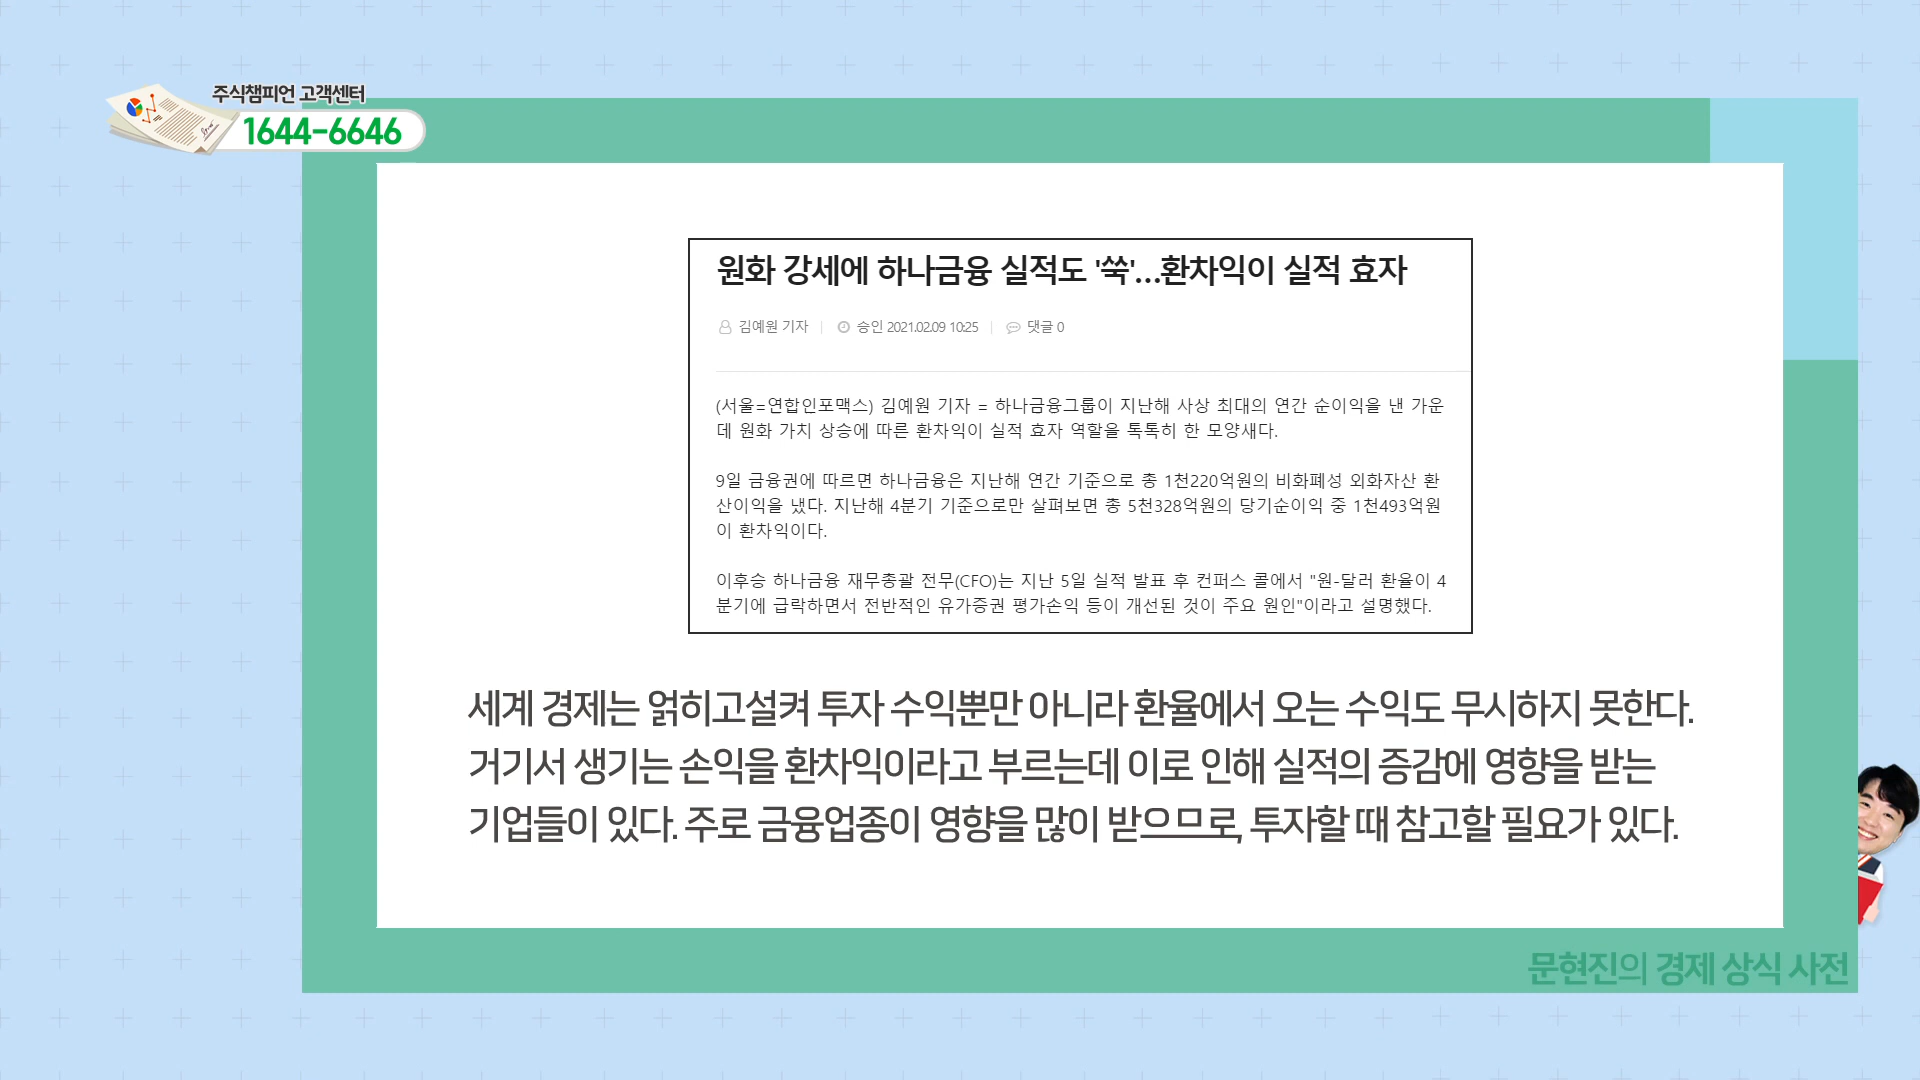 주식챔피언 고객센터
1644-6646
원화 강세에 하나금융 실적도 '쑥'…환차익이 실적 효자
김예원 기자 승인 2021.02.09 10:25 댓글 0
(서울=연합인포맥스) 김예원 기자 = 하나금융그룹이 지난해 사상 최대의 연간 순이익을 낸 가운
데 원화 가치 상승에 따른 환차익이 실적 효자 역할을 톡톡히 한 모양새다.
9일 금융권에 따르면 하나금융은 지난해 연간 기준으로 총 1천220억원의 비화폐성 외화자산 환
산이익을 냈다. 지난해 4분기 기준으로만 살펴보면 총 5천328억원의 당기순이익 중 1천493억원
이 환차익이다.
이후승 하나금융 재무총괄 전무(CFO)는 지난 5일 실적 발표 후 컨퍼스 콜에서 "원-달러 환율이 4
분기에 급락하면서 전반적인 유가증권 평가손익 등이 개선된 것이 주요 원인"이라고 설명했다.
세계 경제는 얽히고설켜 투자 수익뿐만 아니라 환율에서 오는 수익도 무시하지 못한다.
거기서 생기는 손익을 환차익이라고 부르는데 이로 인해 실적의 증감에 영향을 받는
기업들이 있다. 주로 금융업종이 영향을 많이 받으므로, 투자할 때 참고할 필요가 있다.
문현진의 경제 상식 사전